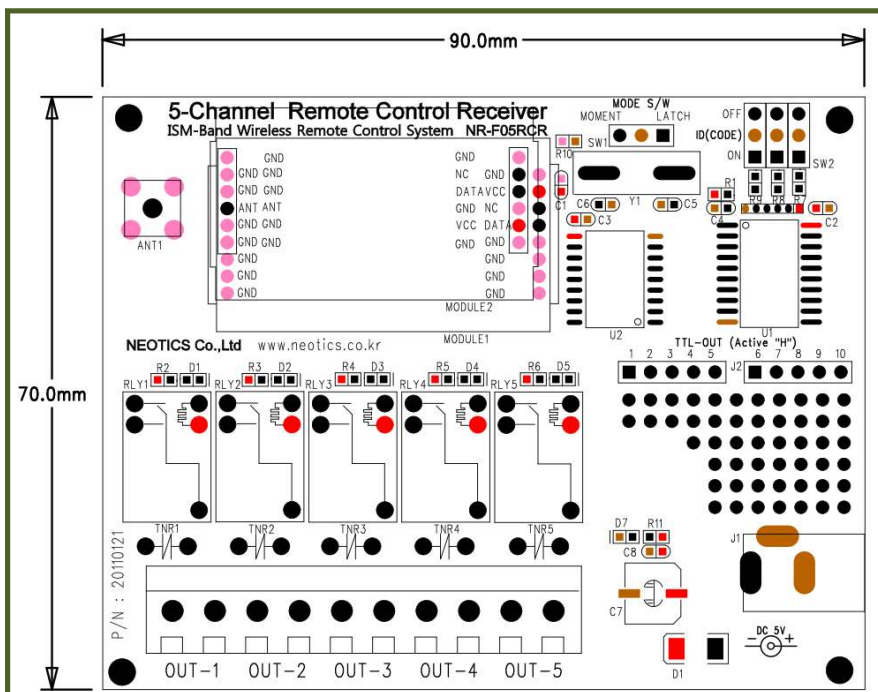 90.0mm
70.0mm
5-Channel Remote Control Receiver
ISM-Band Wireless Remote Control System NR-F05RCR
MODE S/W
MOMENT LATCH
SW1
R10
OFF
ID(CODE)
ON
SW2
ANT1
GND GND
GND GND
GND GND
ANT ANT
GND GND
VCC GND
GND GND
GND
GND
GND
GND
NC GND
DATA VCC
GND NC
VCC DATA
GND GND
GND
GND
GND
MODULE2
MODULE1
C1
Y1
C6 C5
C3
R1
R9 R8 R7
C4 C2
U2
U1
NEOTICS Co.,Ltd www.neotics.co.kr
TTL-OUT (Active "H")
1 2 3 4 5 J2 6 7 8 9 10
R2 D1 R3 D2 R4 D3 R5 D4 R6 D5
RLY1 RLY2 RLY3 RLY4 RLY5
TNR1 TNR2 TNR3 TNR4 TNR5
D7 R11
C8
J1
C7
P/N : 20110121
DC 5V
- +
D1
OUT-1 OUT-2 OUT-3 OUT-4 OUT-5